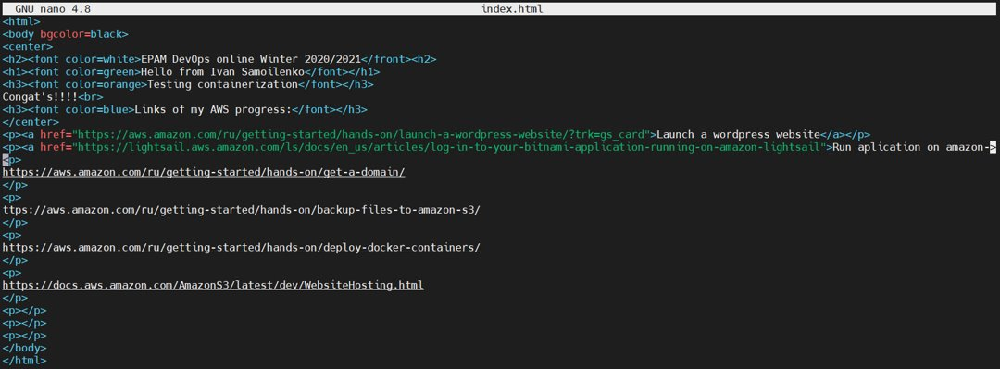 GNU nano 4.8 index.html
<html>
<body bgcolor=black>
<center>
<h2><font color=white>EPAM DevOps online Winter 2020/2021</front><h2>
<h1><font color=green>Hello from Ivan Samoilenko</font></h1>
<h3><font color=orange>Testing containerization</font></h3>
Congat's!!!!<br>
<h3><font color=blue>Links of my AWS progress:</font></h3>
</center>
<p><a href="https://aws.amazon.com/ru/getting-started/hands-on/launch-a-wordpress-website/?trk=gs_card">Launch a wordpress website</a></p>
<p><a href="https://lightsail.aws.amazon.com/ls/docs/en_us/articles/log-in-to-your-bitnami-application-running-on-amazon-lightsail">Run aplication on amazon->
<p>
https://aws.amazon.com/ru/getting-started/hands-on/get-a-domain/
</p>
<p>
ttps://aws.amazon.com/ru/getting-started/hands-on/backup-files-to-amazon-s3/
</p>
<p>
https://aws.amazon.com/ru/getting-started/hands-on/deploy-docker-containers/
</p>
<p>
https://docs.aws.amazon.com/AmazonS3/latest/dev/WebsiteHosting.html
</p>
<p></p>
<p></p>
<p></p>
</body>
</html>